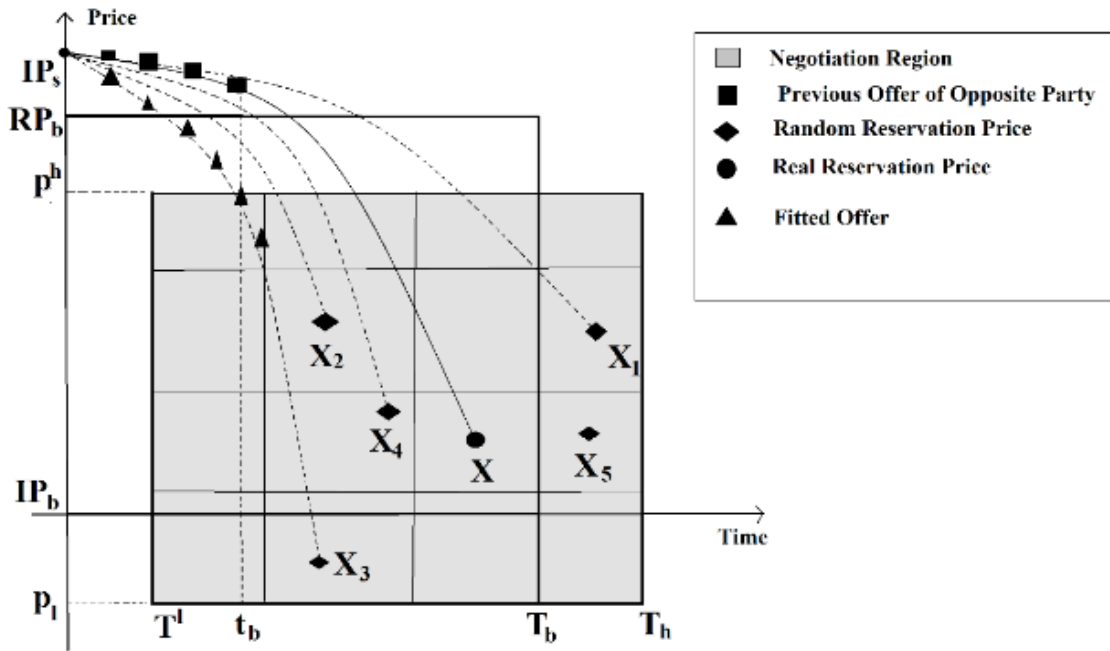 Price
IPs
RPb
pʰ
IPb
pl
Tˡ
tb
Tb
Th
Time
X1
X2
X3
X4
X
X5
Negotiation Region
Previous Offer of Opposite Party
Random Reservation Price
Real Reservation Price
Fitted Offer